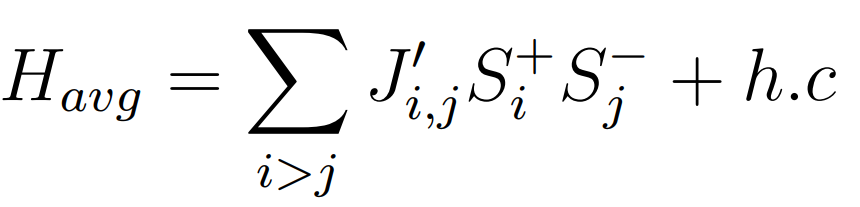 H_{avg} = \sum_{i>j} J'_{i,j} S_i^+ S_j^- + h.c